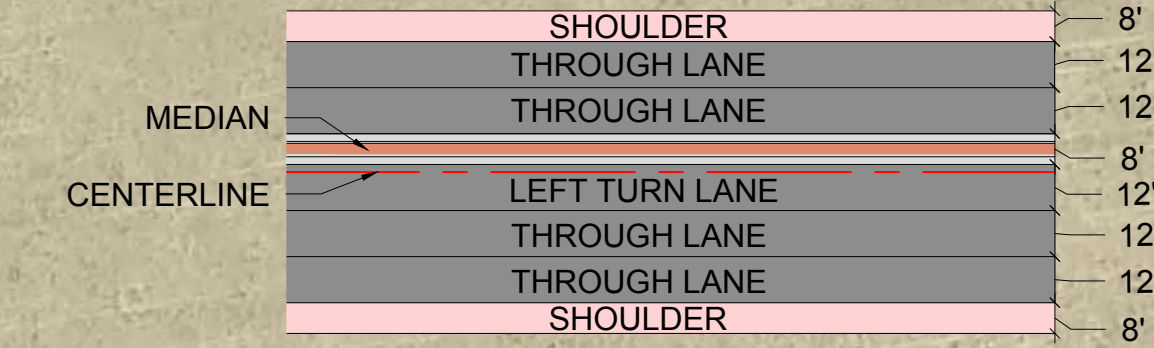 SHOULDER 8'
THROUGH LANE 12
THROUGH LANE 12
MEDIAN 8'
CENTERLINE
LEFT TURN LANE 12'
THROUGH LANE 12
THROUGH LANE 12
SHOULDER 8'